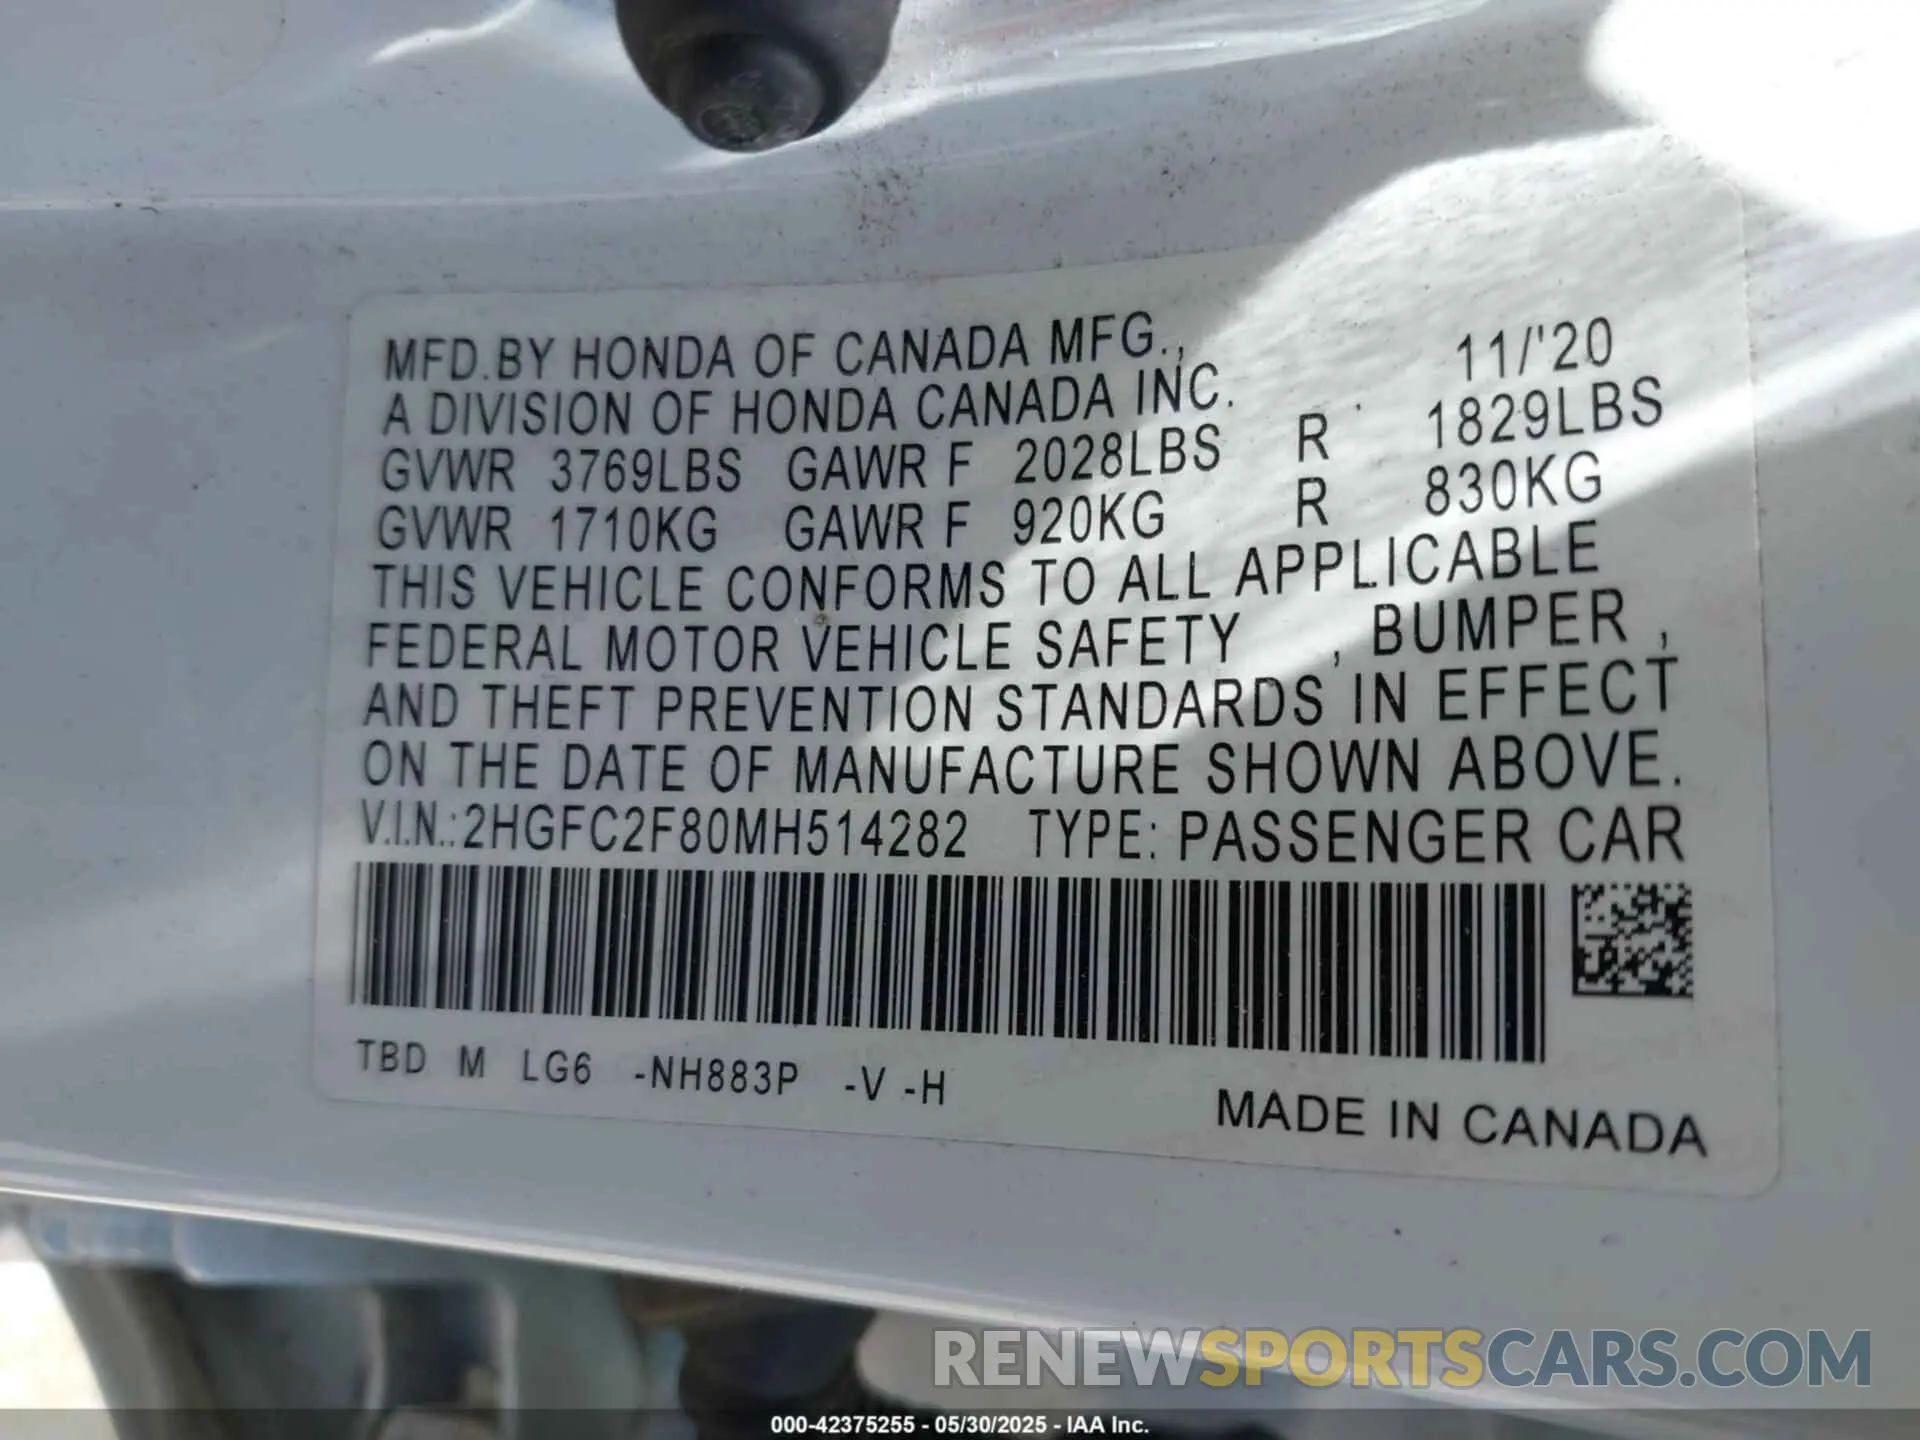 MFD.BY HONDA OF CANADA MFG., 11/'20
A DIVISION OF HONDA CANADA INC.
GVWR 3769LBS GAWR F 2028LBS R 1829LBS
GVWR 1710KG GAWR F 920KG R 830KG
THIS VEHICLE CONFORMS TO ALL APPLICABLE
FEDERAL MOTOR VEHICLE SAFETY , BUMPER ,
AND THEFT PREVENTION STANDARDS IN EFFECT
ON THE DATE OF MANUFACTURE SHOWN ABOVE.
V.I.N.:2HGFC2F80MH514282 TYPE: PASSENGER CAR
TBD M LG6 -NH883P -V -H
MADE IN CANADA
RENEWSPORTSCARS.COM
000-42375255 - 05/30/2025 - IAA Inc.